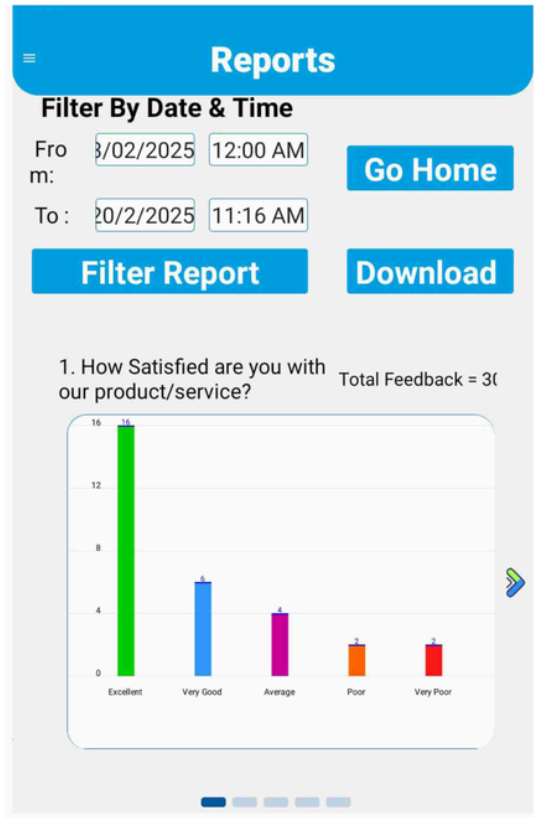 Reports
Filter By Date & Time
Fro
m:
3/02/2025 12:00 AM
Go Home
To : 20/2/2025 11:16 AM
Filter Report Download
1. How Satisfied are you with
our product/service?
Total Feedback = 30
16
16
12
8
6
4
4
2
2
0
Excellent Very Good Average Poor Very Poor